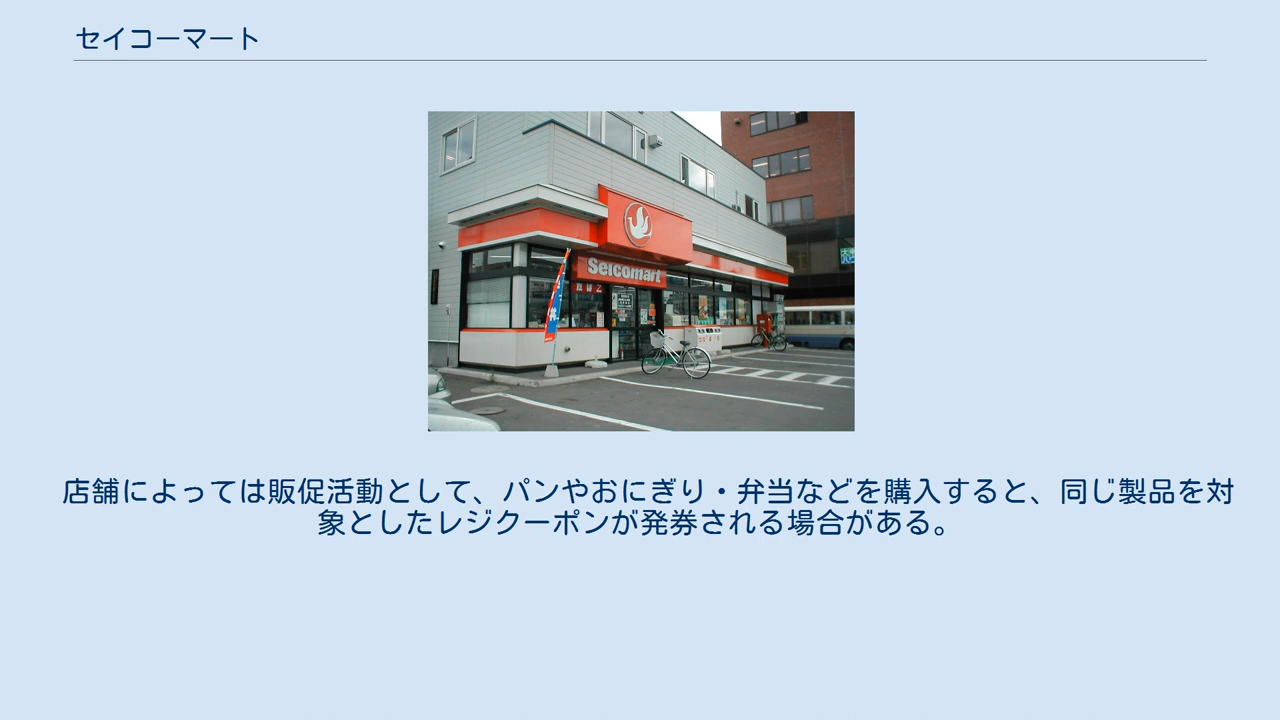 セイコーマート
Seicomart
たばこ
店舗によっては販促活動として、パンやおにぎり・弁当などを購入すると、同じ製品を対
象としたレジクーポンが発券される場合がある。